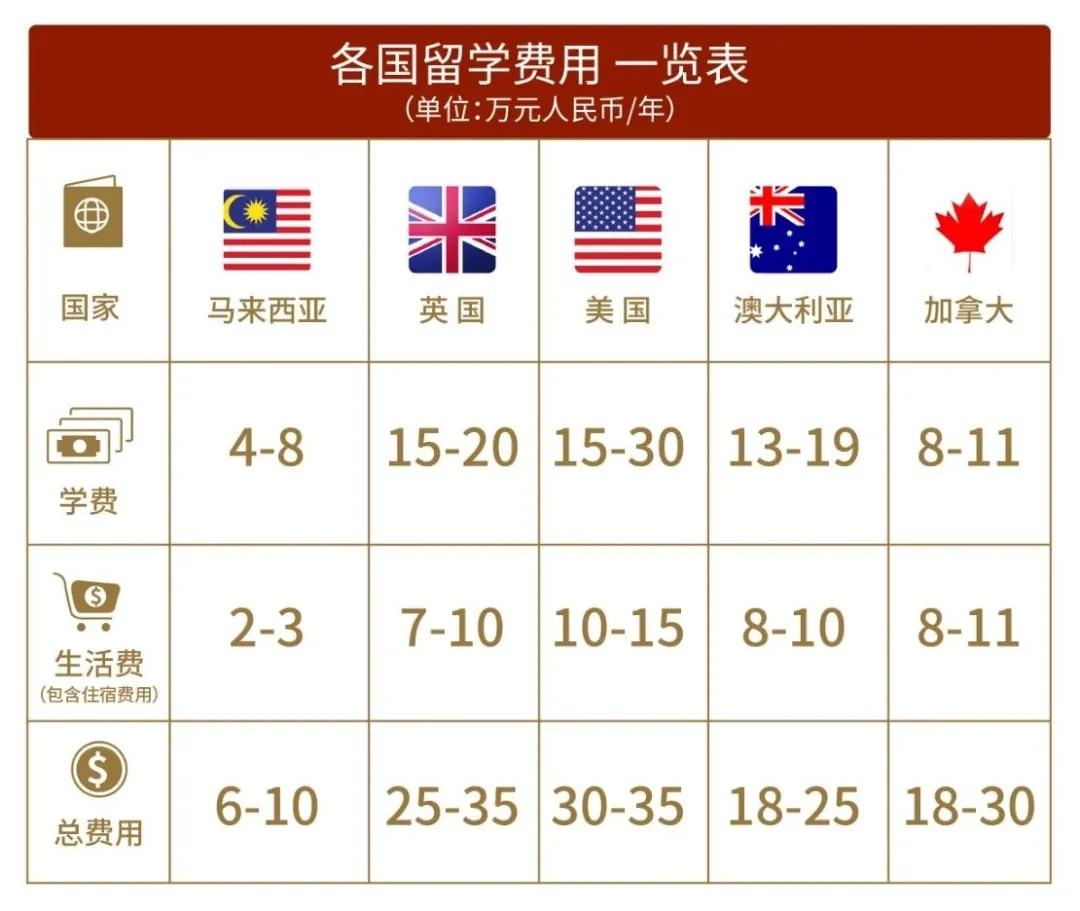 各国留学费用 一览表
（单位：万元人民币/年）
国家 马来西亚 英国 美国 澳大利亚 加拿大
学费 4-8 15-20 15-30 13-19 8-11
生活费 2-3 7-10 10-15 8-10 8-11
（包含住宿费用）
总费用 6-10 25-35 30-35 18-25 18-30